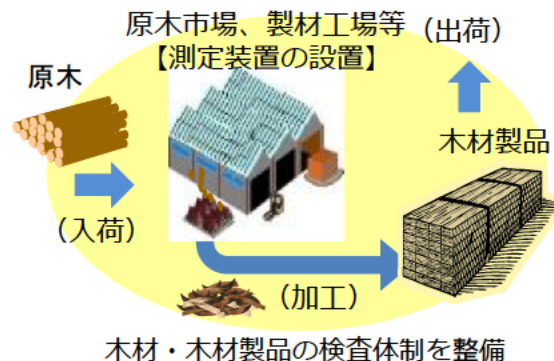 原木市場、製材工場等
【測定装置の設置】
(出荷)
原木
木材製品
(入荷)
(加工)
木材・木材製品の検査体制を整備